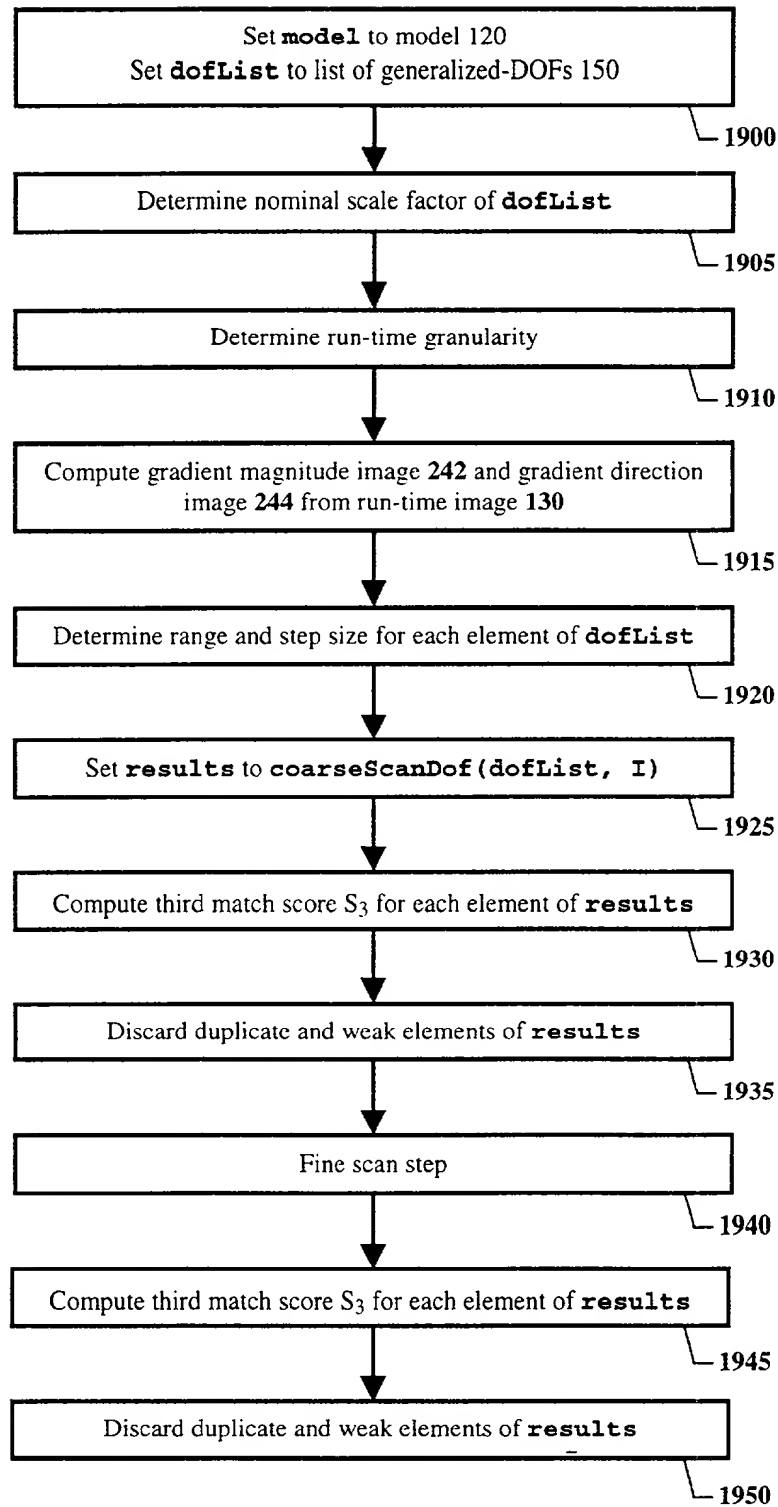 Set model to model 120
Set dofList to list of generalized-DOFs 150
1900
Determine nominal scale factor of dofList
1905
Determine run-time granularity
1910
Compute gradient magnitude image 242 and gradient direction
image 244 from run-time image 130
1915
Determine range and step size for each element of dofList
1920
Set results to coarseScanDof(dofList, I)
1925
Compute third match score S3 for each element of results
1930
Discard duplicate and weak elements of results
1935
Fine scan step
1940
Compute third match score S3 for each element of results
1945
Discard duplicate and weak elements of results
1950